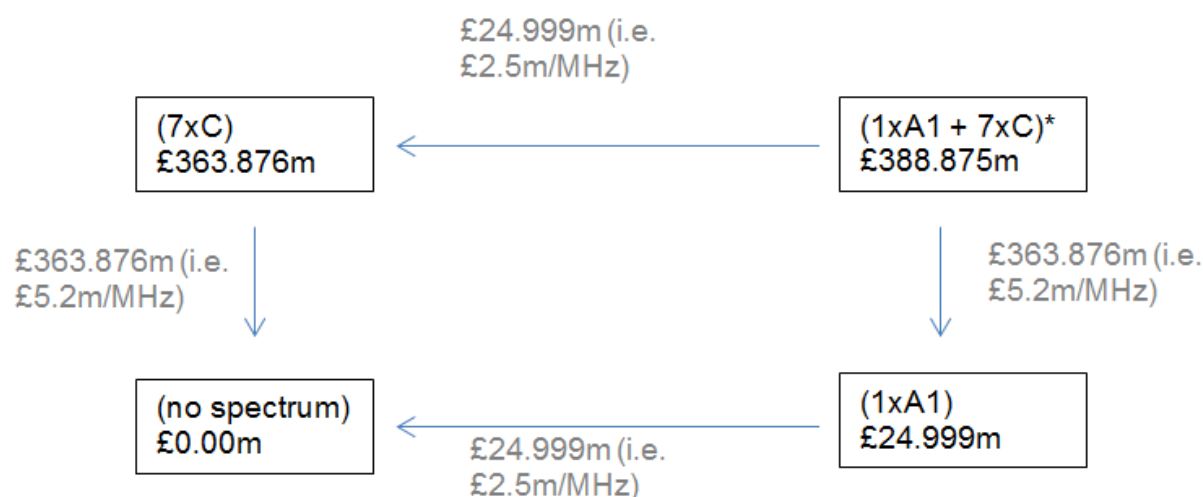 £24.999m (i.e.
£2.5m/MHz)
(7xC)
£363.876m
(1xA1 + 7xC)*
£388.875m
£363.876m (i.e.
£5.2m/MHz)
£363.876m (i.e.
£5.2m/MHz)
(no spectrum)
£0.00m
(1xA1)
£24.999m
£24.999m (i.e.
£2.5m/MHz)